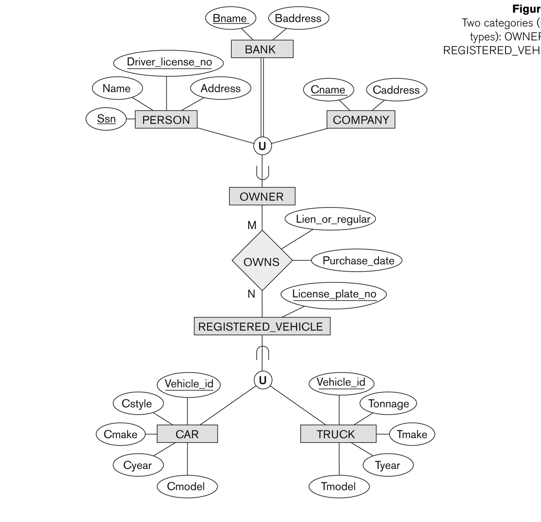 Figur
Two categories (
types): OWNER
REGISTERED_VEH
Bname
Baddress
BANK
Driver_license_no
Name
Address
Cname
Caddress
Ssn
PERSON
COMPANY
U
OWNER
M
Lien_or_regular
OWNS
Purchase_date
N
License_plate_no
REGISTERED_VEHICLE
U
Vehicle_id
Vehicle_id
Cstyle
Tonnage
Cmake
CAR
TRUCK
Tmake
Cyear
Tyear
Cmodel
Tmodel